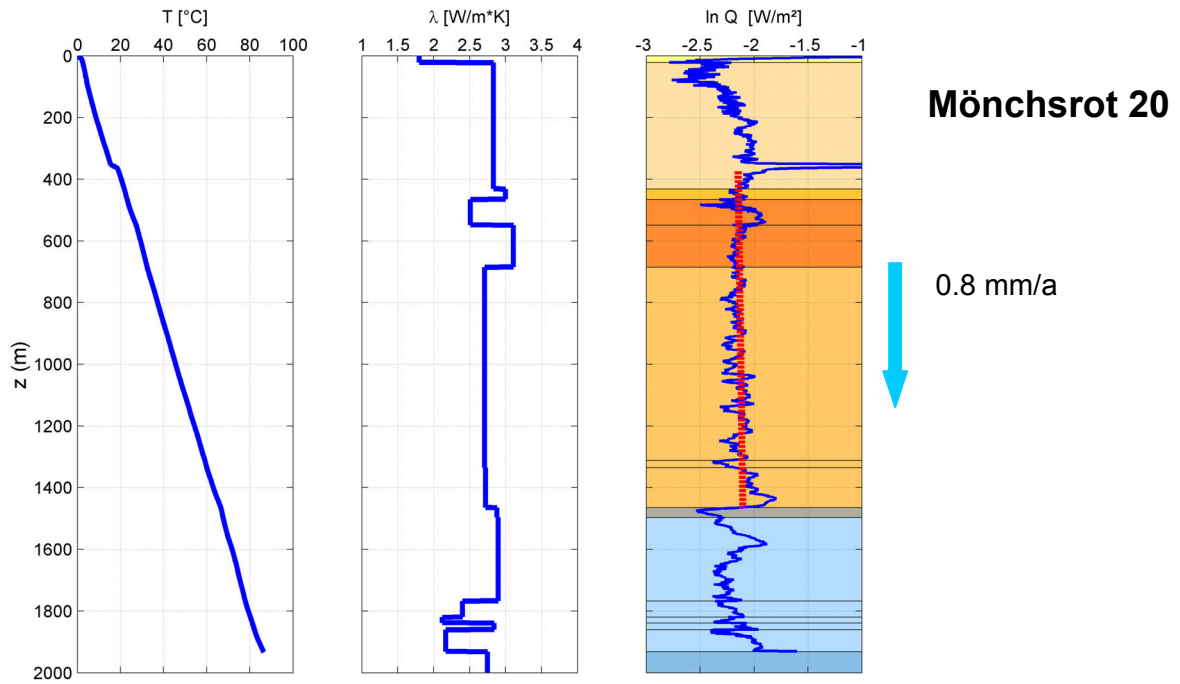 T [°C]
λ [W/m*K]
ln Q [W/m²]
0 20 40 60 80 100
1 1.5 2 2.5 3 3.5 4
-3 -2.5 -2 -1.5 -1
0
200
400
600
800
1000
1200
1400
1600
1800
2000
z (m)
Mönchsrot 20
0.8 mm/a